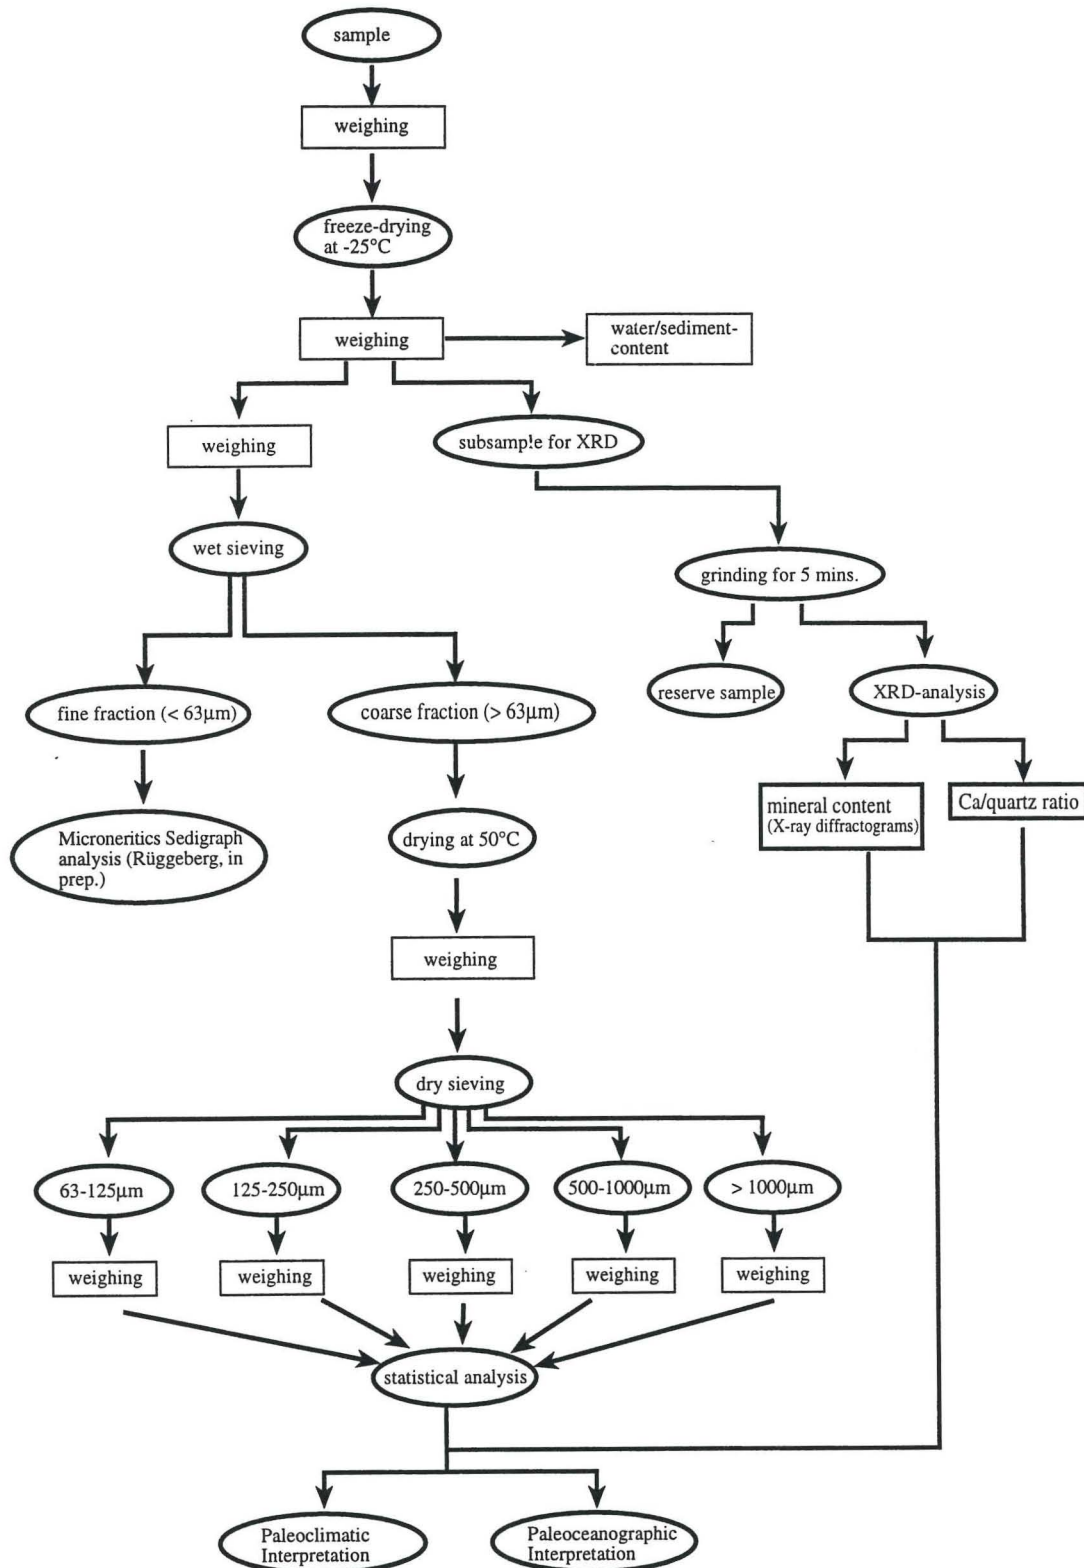 sample
weighing
freeze-drying
at -25°C
weighing
water/sediment-
content
weighing
subsample for XRD
wet sieving
grinding for 5 mins.
fine fraction (< 63µm)
coarse fraction (> 63µm)
reserve sample
XRD-analysis
mineral content
(X-ray diffractograms)
Ca/quartz ratio
Microneritics Sedigraph
analysis (Rüggeberg, in
prep.)
drying at 50°C
weighing
dry sieving
63-125µm
125-250µm
250-500µm
500-1000µm
> 1000µm
weighing
weighing
weighing
weighing
weighing
statistical analysis
Paleoclimatic
Interpretation
Paleoceanographic
Interpretation